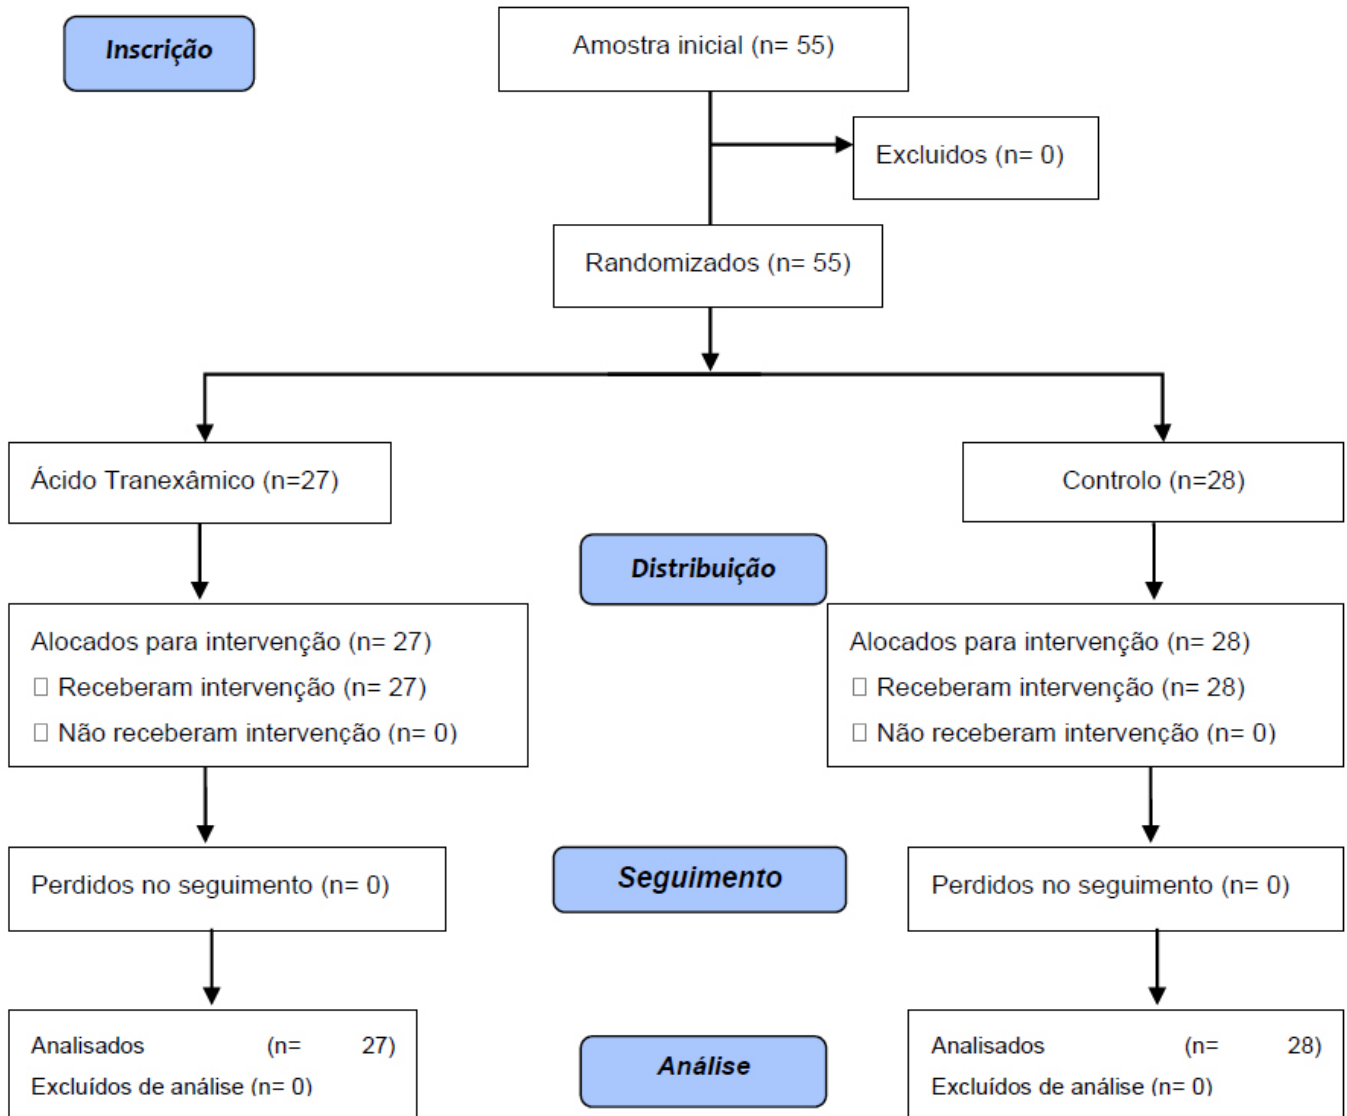 Inscrição
Amostra inicial (n= 55)
Excluidos (n= 0)
Randomizados (n= 55)
Ácido Tranexâmico (n=27)
Controlo (n=28)
Distribuição
Alocados para intervenção (n= 27)
□ Receberam intervenção (n= 27)
□ Não receberam intervenção (n= 0)
Alocados para intervenção (n= 28)
□ Receberam intervenção (n= 28)
□ Não receberam intervenção (n= 0)
Perdidos no seguimento (n= 0)
Seguimento
Perdidos no seguimento (n= 0)
Analisados (n= 27)
Excluídos de análise (n= 0)
Análise
Analisados (n= 28)
Excluídos de análise (n= 0)